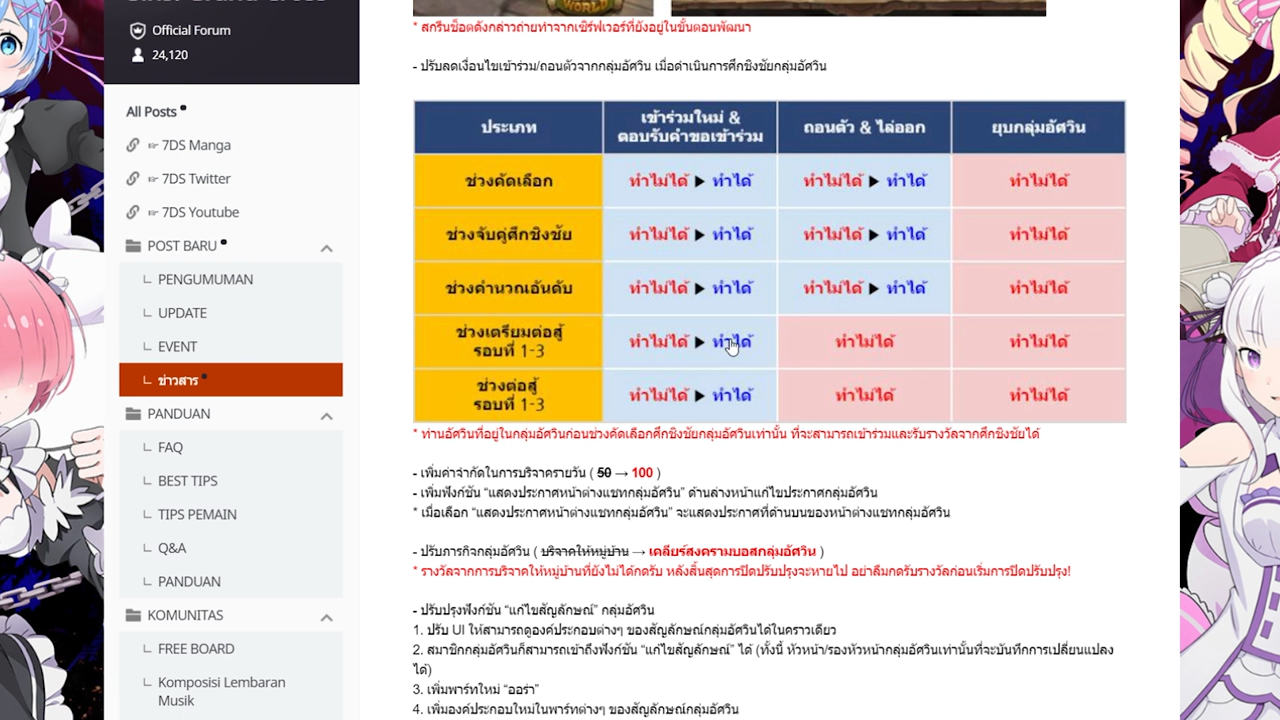 WORLD
* สกรีนช็อตดังกล่าวถ่ายทำจากเซิร์ฟเวอร์ที่ยังอยู่ในขั้นตอนพัฒนา
Official Forum
24,120
- ปรับลดเงื่อนไขเข้าร่วม/ถอนตัวจากกลุ่มอัศวิน เมื่อดำเนินการศึกชิงชัยกลุ่มอัศวิน
All Posts
☞ 7DS Manga
☞ 7DS Twitter
☞ 7DS Youtube
POST BARU
PENGUMUMAN
UPDATE
EVENT
ข่าวสาร
PANDUAN
FAQ
BEST TIPS
TIPS PEMAIN
Q&A
PANDUAN
KOMUNITAS
FREE BOARD
Komposisi Lembaran
Musik
ประเภท เข้าร่วมใหม่ & ถอนตัว & ไล่ออก ยุบกลุ่มอัศวิน
ตอบรับคำขอเข้าร่วม
ช่วงคัดเลือก ทำไม่ได้ ▶ ทำได้ ทำไม่ได้ ▶ ทำได้ ทำไม่ได้
ช่วงจับคู่ศึกชิงชัย ทำไม่ได้ ▶ ทำได้ ทำไม่ได้ ▶ ทำได้ ทำไม่ได้
ช่วงคำนวณอันดับ ทำไม่ได้ ▶ ทำได้ ทำไม่ได้ ▶ ทำได้ ทำไม่ได้
ช่วงเตรียมต่อสู้
รอบที่ 1-3 ทำไม่ได้ ▶ ทำได้ ทำไม่ได้ ทำไม่ได้
ช่วงต่อสู้
รอบที่ 1-3 ทำไม่ได้ ▶ ทำได้ ทำไม่ได้ ทำไม่ได้
* ท่านอัศวินที่อยู่ในกลุ่มอัศวินก่อนช่วงคัดเลือกศึกชิงชัยกลุ่มอัศวินเท่านั้น ที่จะสามารถเข้าร่วมและรับรางวัลจากศึกชิงชัยได้
- เพิ่มค่าจำกัดในการบริจาครายวัน ( 50 → 100 )
- เพิ่มฟังก์ชัน “แสดงประกาศหน้าต่างแชทกลุ่มอัศวิน” ด้านล่างหน้าแก้ไขประกาศกลุ่มอัศวิน
* เมื่อเลือก “แสดงประกาศหน้าต่างแชทกลุ่มอัศวิน” จะแสดงประกาศที่ด้านบนของหน้าต่างแชทกลุ่มอัศวิน
- ปรับภารกิจกลุ่มอัศวิน ( บริจาคให้หมู่บ้าน → เคลียร์สงครามบอสกลุ่มอัศวิน )
* รางวัลจากการบริจาคให้หมู่บ้านที่ยังไม่ได้กดรับ หลังสิ้นสุดการปิดปรับปรุงจะหายไป อย่าลืมกดรับรางวัลก่อนเริ่มการปิดปรับปรุง!
- ปรับปรุงฟังก์ชัน “แก้ไขสัญลักษณ์” กลุ่มอัศวิน
1. ปรับ UI ให้สามารถดูองค์ประกอบต่างๆ ของสัญลักษณ์กลุ่มอัศวินได้ในคราวเดียว
2. สมาชิกกลุ่มอัศวินก็สามารถเข้าถึงฟังก์ชัน “แก้ไขสัญลักษณ์” ได้ (ทั้งนี้ หัวหน้า/รองหัวหน้ากลุ่มอัศวินเท่านั้นที่จะบันทึกการเปลี่ยนแปลง
ได้)
3. เพิ่มพาร์ทใหม่ “ออร่า”
4. เพิ่มองค์ประกอบใหม่ในพาร์ทต่างๆ ของสัญลักษณ์กลุ่มอัศวิน